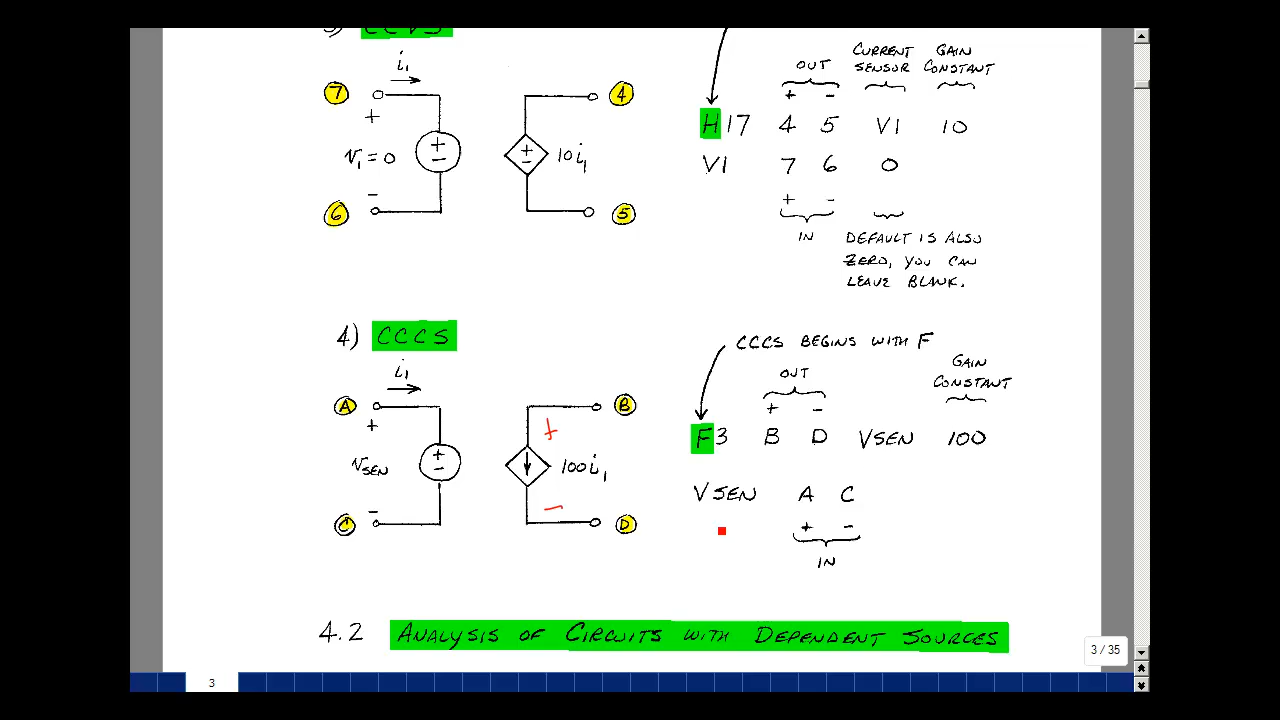 3) CCVS
i1
7
4
+
v1 = 0
+
-
+
-
10i1
-
6
5
OUT
CURRENT SENSOR
GAIN CONSTANT
+ -
H17 4 5 V1 10
V1 7 6 0
+ -
IN
DEFAULT IS ALSO
ZERO, YOU CAN
LEAVE BLANK.
4) CCCS
i1
A
B
+
+
VSEN
+
-
100i1
-
-
C
D
CCCS BEGINS WITH F
OUT
GAIN
CONSTANT
+ -
F3 B D VSEN 100
VSEN A C
+ -
IN
4.2 ANALYSIS OF CIRCUITS WITH DEPENDENT SOURCES
3 / 35
3